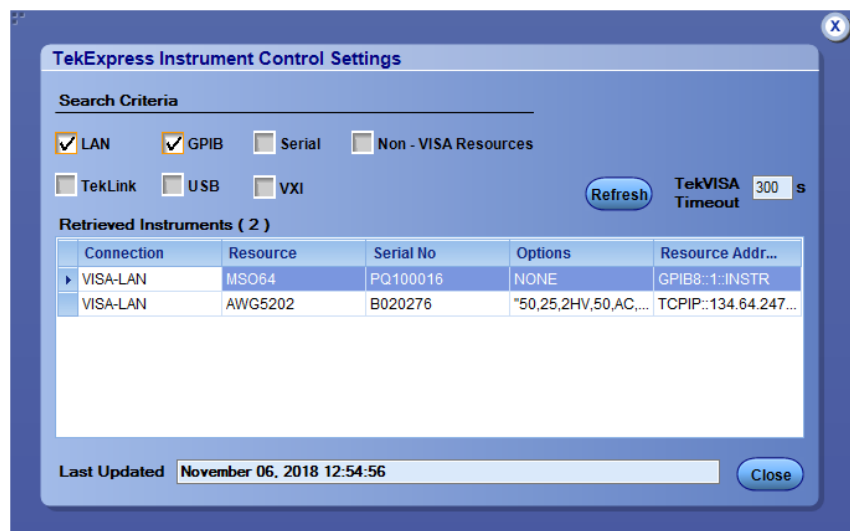 X
TekExpress Instrument Control Settings
Search Criteria
LAN GPIB Serial Non - VISA Resources
TekLink USB VXI
Refresh TekVISA Timeout 300 s
Retrieved Instruments ( 2 )
Connection Resource Serial No Options Resource Addr...
VISA-LAN MSO64 PQ100016 NONE GPIB8::1::INSTR
VISA-LAN AWG5202 B020276 "50,25,2HV,50,AC,... TCPIP::134.64.247...
Last Updated November 06, 2018 12:54:56
Close